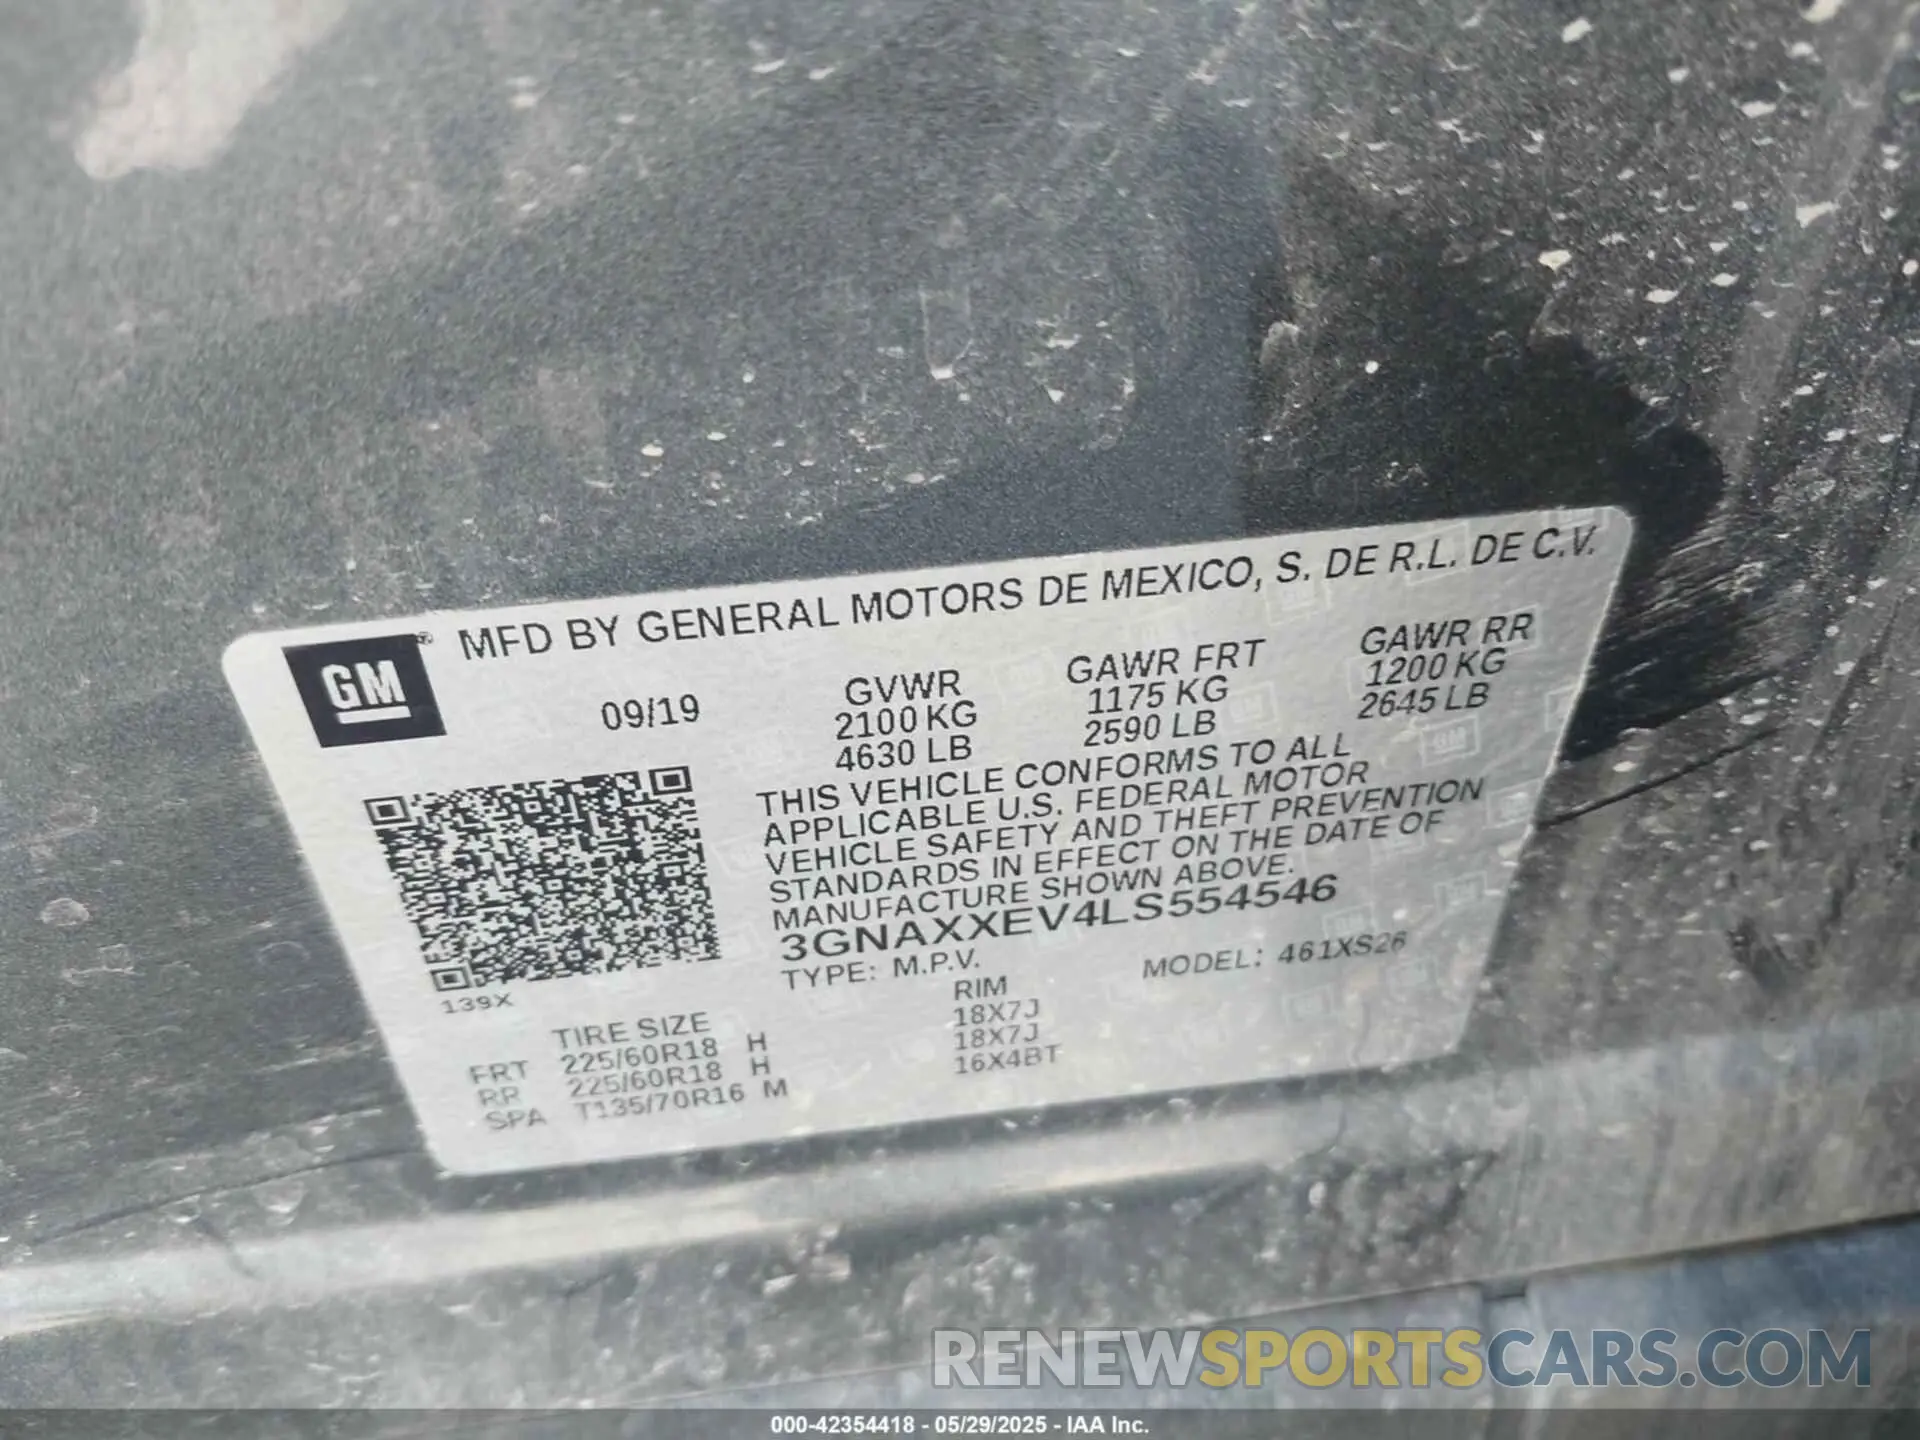 MFD BY GENERAL MOTORS DE MEXICO, S. DE R.L. DE C.V.
GM®
09/19
GVWR
2100 KG
4630 LB
GAWR FRT
1175 KG
2590 LB
GAWR RR
1200 KG
2645 LB
THIS VEHICLE CONFORMS TO ALL
APPLICABLE U.S. FEDERAL MOTOR
VEHICLE SAFETY AND THEFT PREVENTION
STANDARDS IN EFFECT ON THE DATE OF
MANUFACTURE SHOWN ABOVE.
3GNAXXEV4LS554546
TYPE: M.P.V. MODEL: 461XS26
139X
TIRE SIZE RIM
FRT 225/60R18 H 18X7J
RR 225/60R18 H 18X7J
SPA T135/70R16 M 16X4BT
RENEWSPORTSCARS.COM
000-42354418 - 05/29/2025 - IAA Inc.